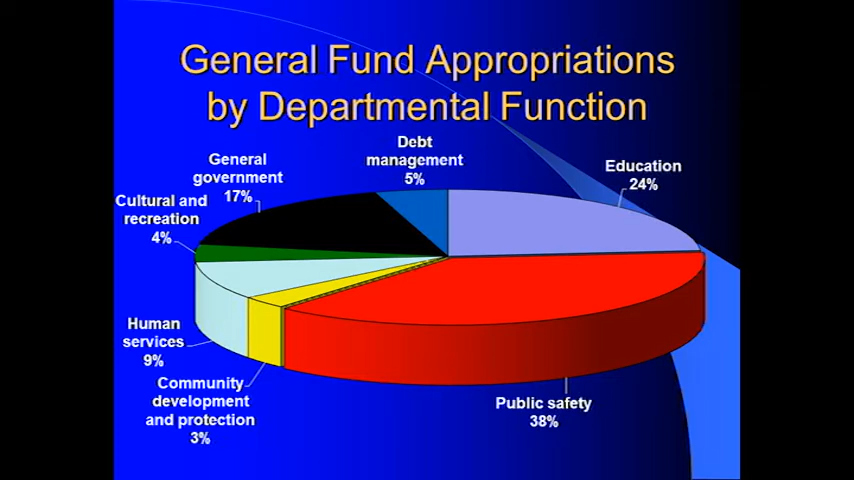 General Fund Appropriations
by Departmental Function
Debt
management
5%
General
government
17%
Education
24%
Cultural and
recreation
4%
Human
services
9%
Community
development
and protection
3%
Public safety
38%